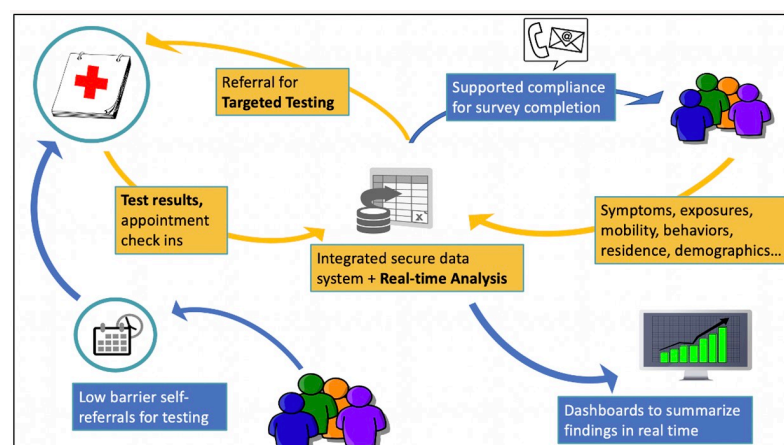 Referral for
Targeted Testing
@
Supported compliance
for survey completion
Test results,
appointment
check ins
X
Integrated secure data
system + Real-time Analysis
Symptoms, exposures,
mobility, behaviors,
residence, demographics...
Low barrier self-
referrals for testing
Dashboards to summarize
findings in real time